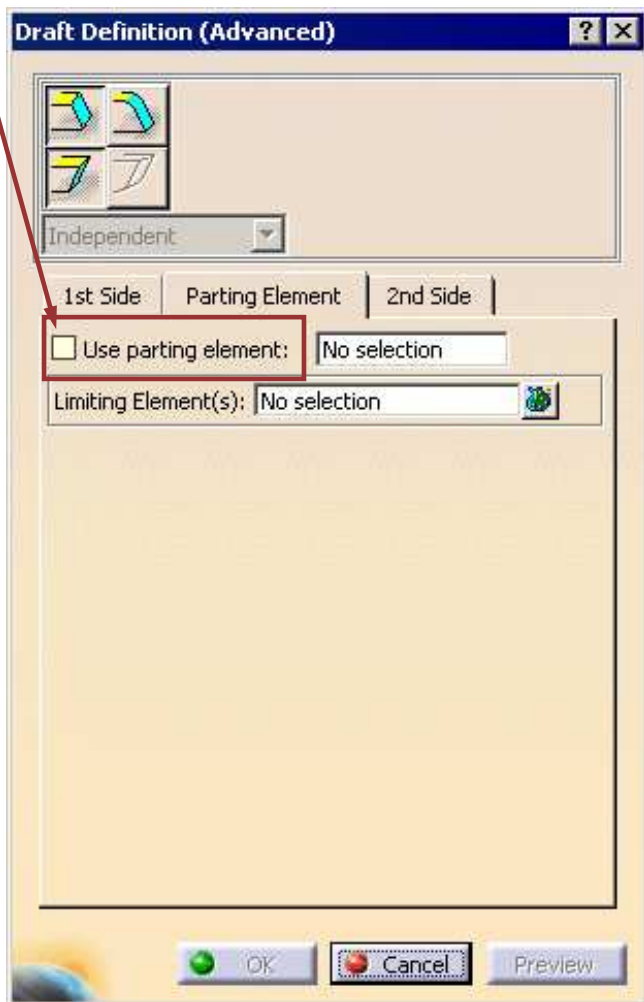 Draft Definition (Advanced)
Independent
1st Side Parting Element 2nd Side
Use parting element: No selection
Limiting Element(s): No selection
OK Cancel Preview